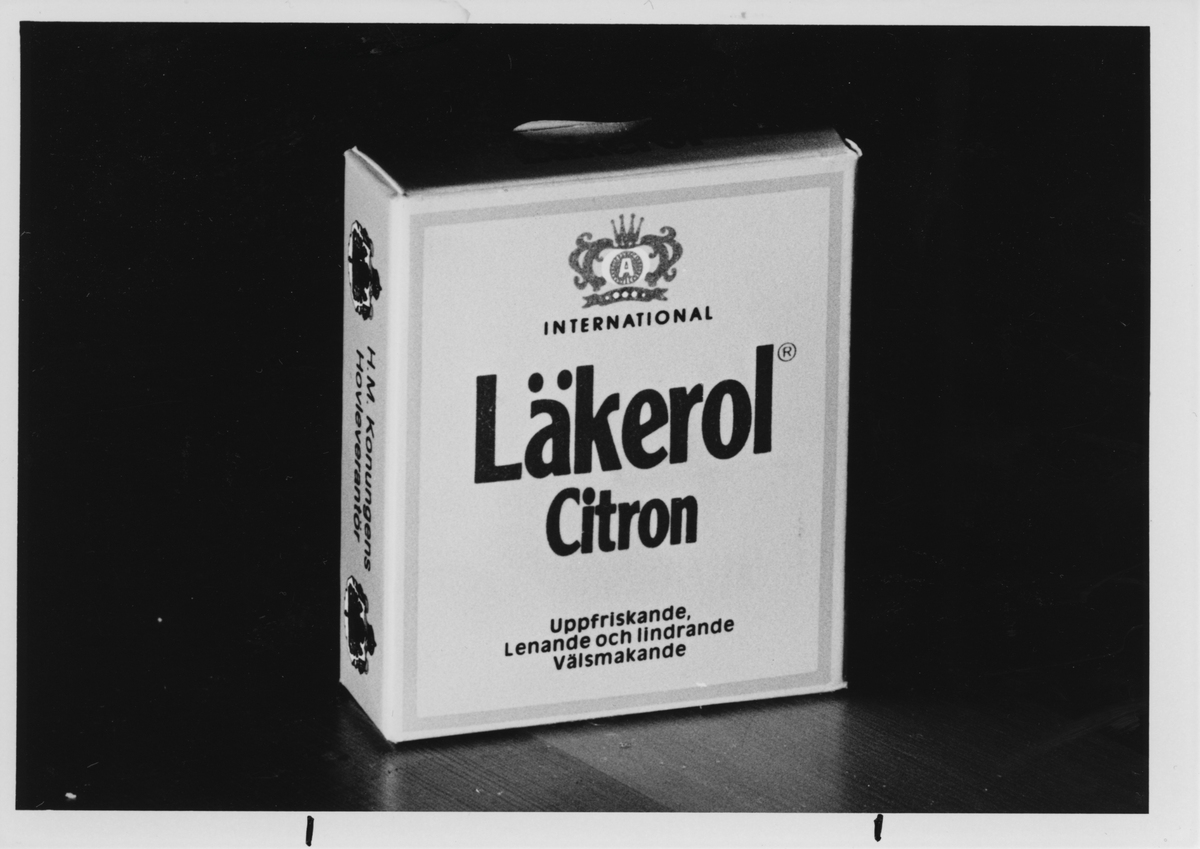 A
INTERNATIONAL
Läkerol®
Citron
Uppfriskande,
Lenande och lindrande
Välsmakande
H.M. Konungens
Hovleverantör